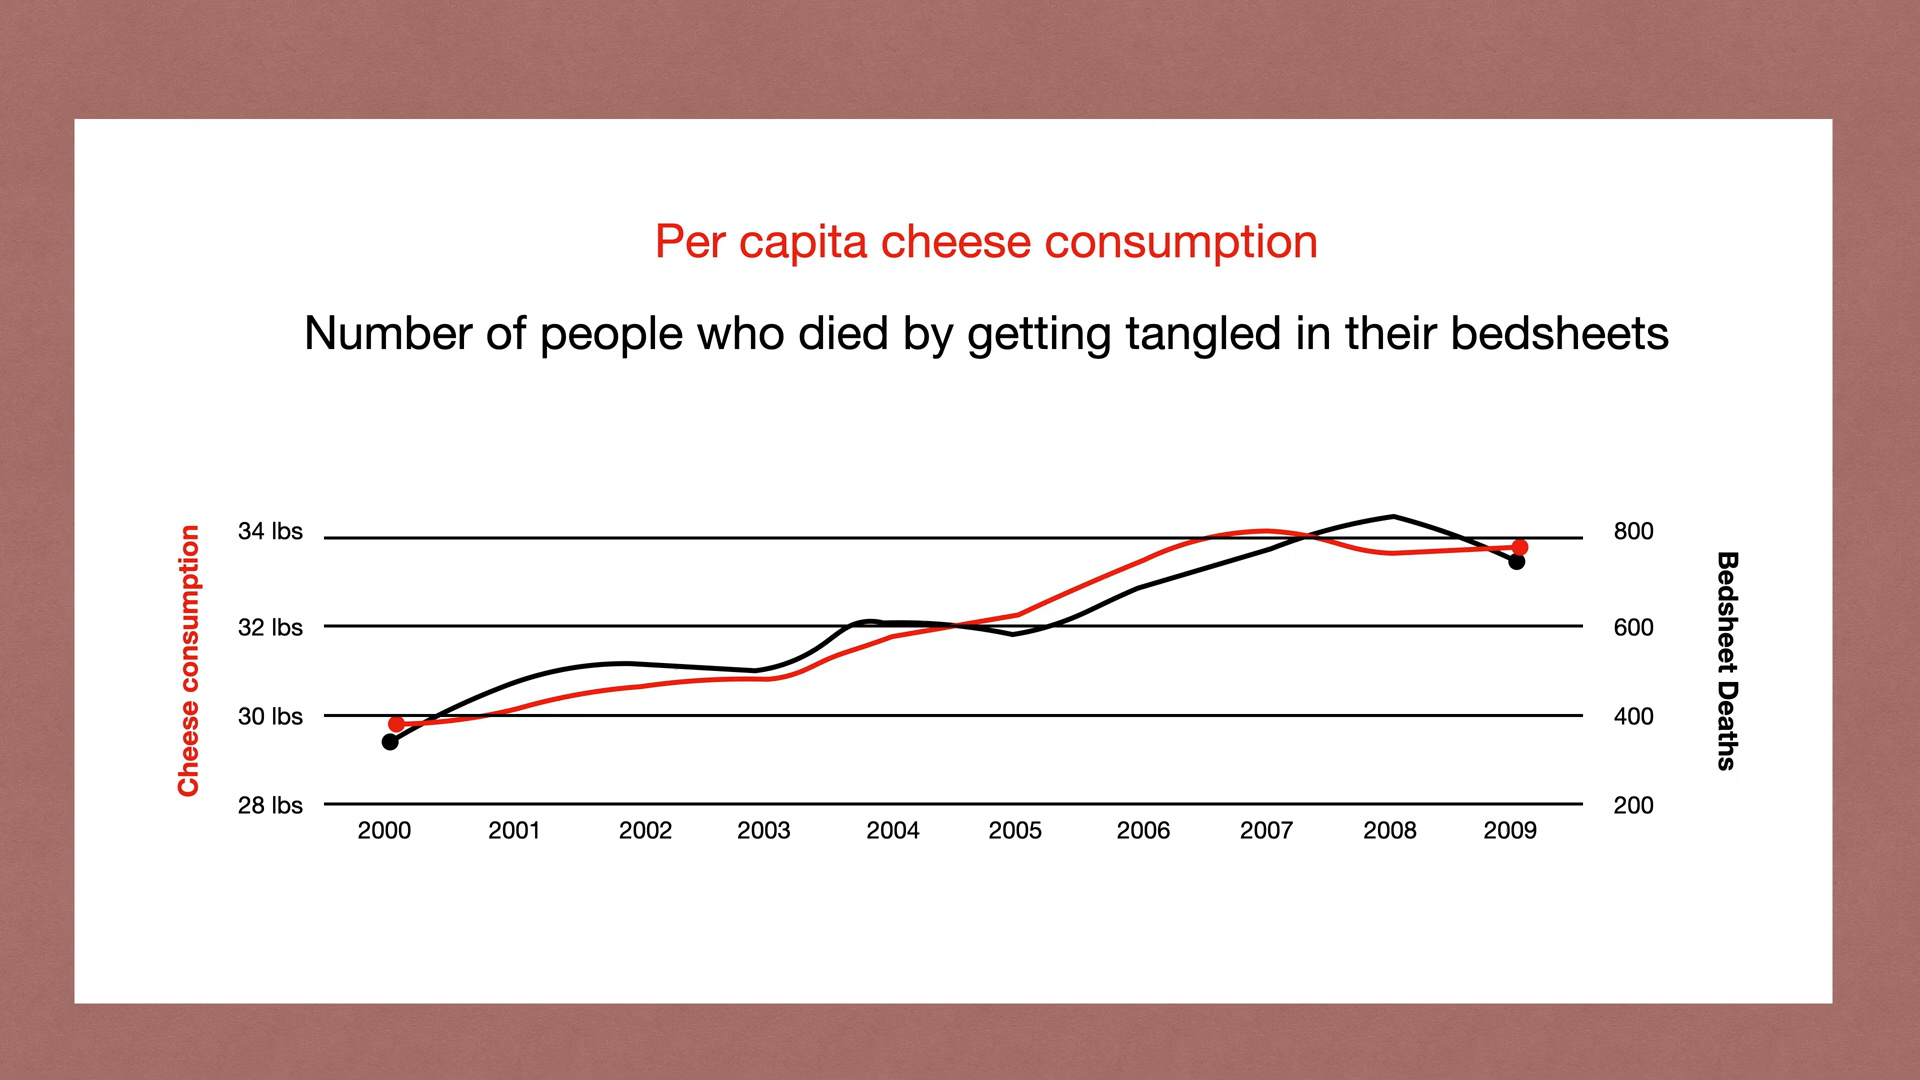 Per capita cheese consumption
Number of people who died by getting tangled in their bedsheets
Cheese consumption
34 lbs
32 lbs
30 lbs
28 lbs
800
600
400
200
Bedsheet Deaths
2000 2001 2002 2003 2004 2005 2006 2007 2008 2009